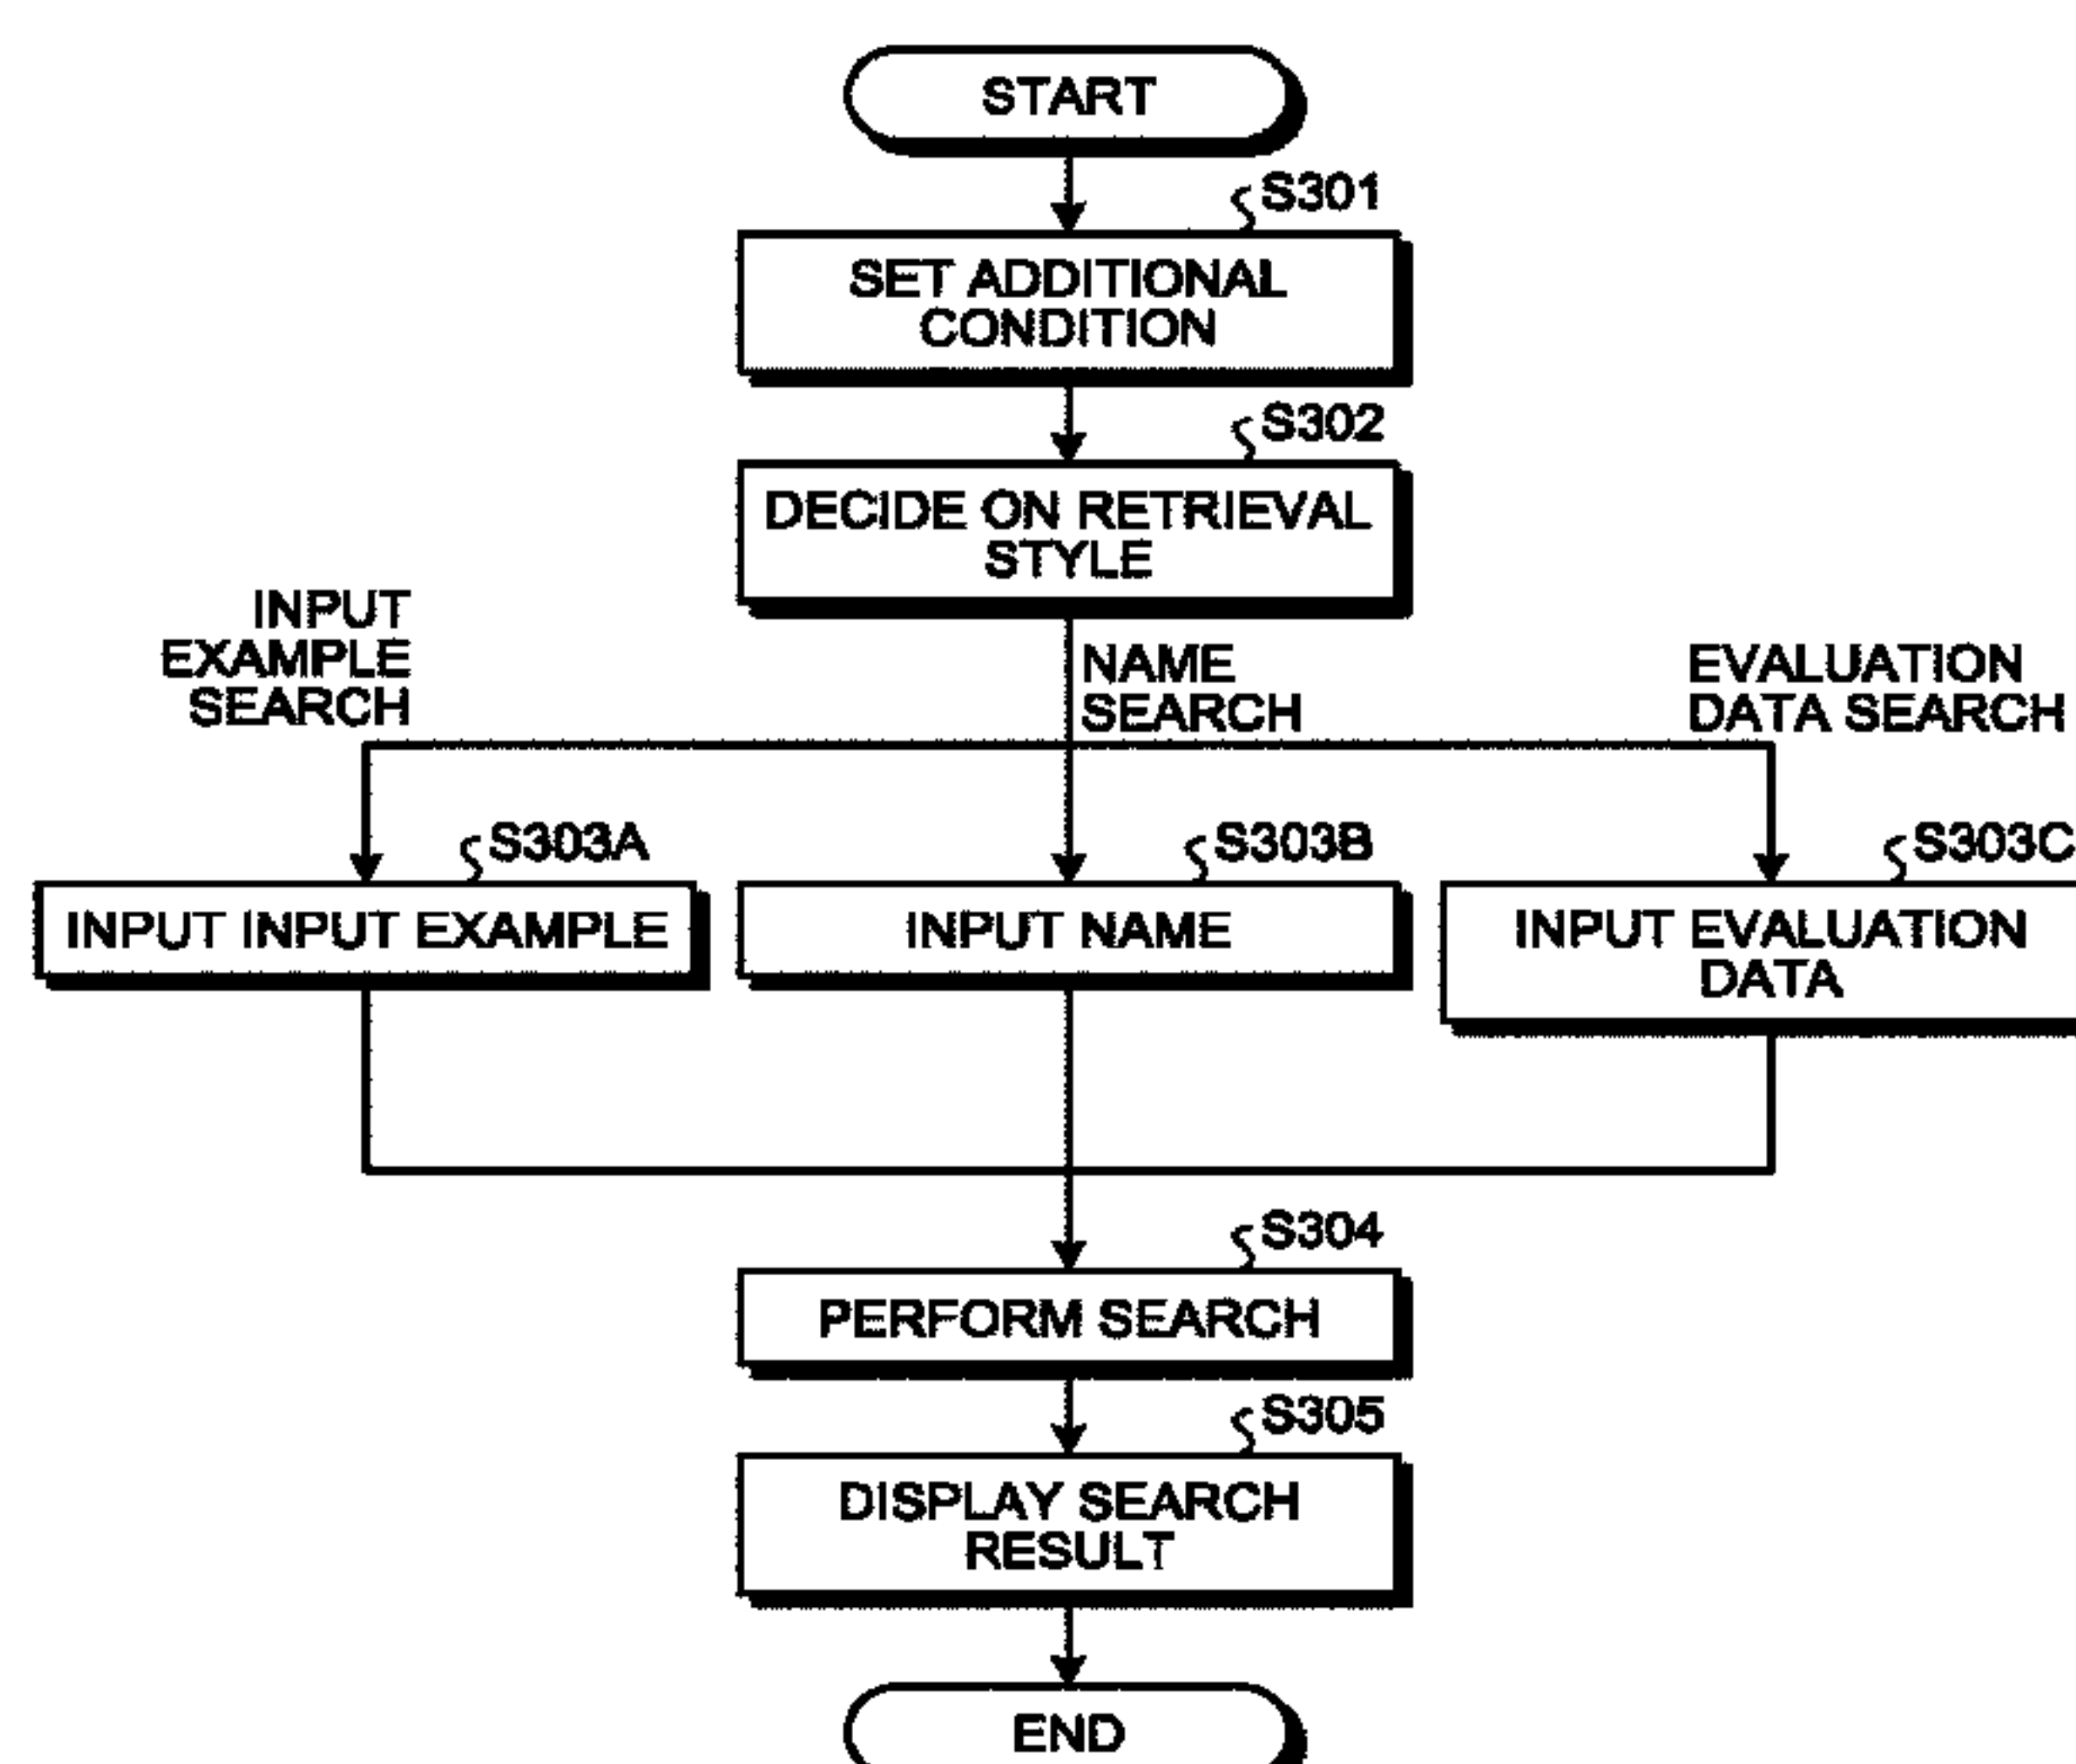 START
S301
SET ADDITIONAL
CONDITION
S302
DECIDE ON RETRIEVAL
STYLE
INPUT
EXAMPLE
SEARCH
NAME
SEARCH
EVALUATION
DATA SEARCH
S303A
INPUT INPUT EXAMPLE
S303B
INPUT NAME
S303C
INPUT EVALUATION
DATA
S304
PERFORM SEARCH
S305
DISPLAY SEARCH
RESULT
END